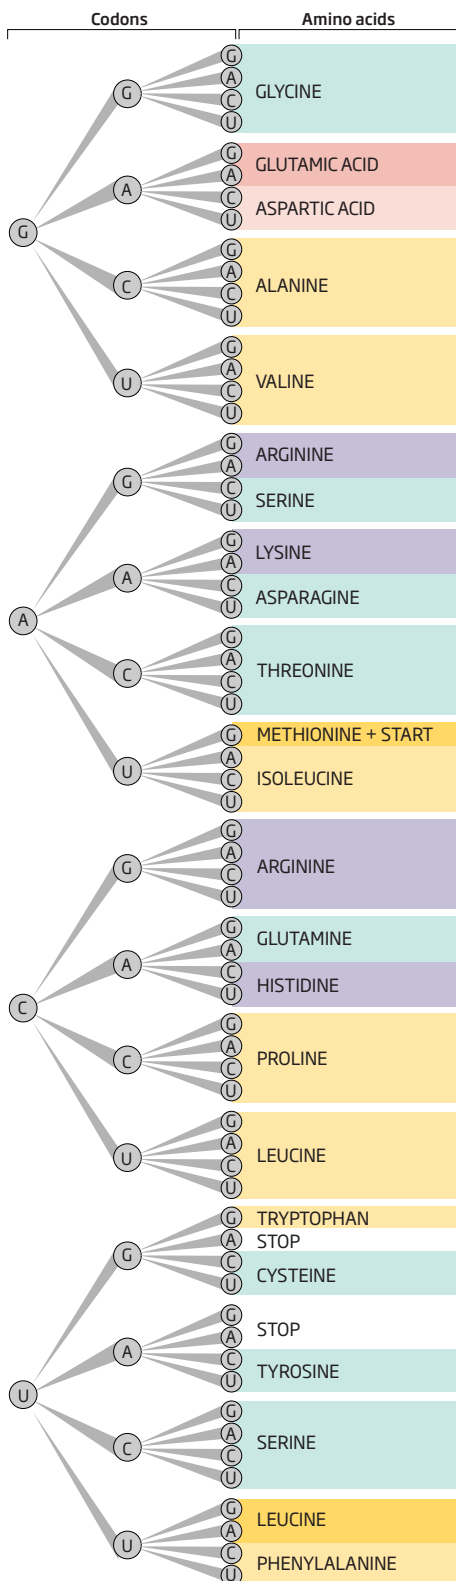 Codons Amino acids
G
G
G
A
C
U
GLYCINE
A
G
A
C
U
GLUTAMIC ACID
ASPARTIC ACID
C
G
A
C
U
ALANINE
U
G
A
C
U
VALINE
A
G
G
A
C
U
ARGININE
SERINE
A
G
A
C
U
LYSINE
ASPARAGINE
C
G
A
C
U
THREONINE
U
G
A
C
U
METHIONINE + START
ISOLEUCINE
C
G
G
A
C
U
ARGININE
A
G
A
C
U
GLUTAMINE
HISTIDINE
C
G
A
C
U
PROLINE
U
G
A
C
U
LEUCINE
U
G
G
A
C
U
TRYPTOPHAN
STOP
CYSTEINE
A
G
A
C
U
STOP
TYROSINE
C
G
A
C
U
SERINE
U
G
A
C
U
LEUCINE
PHENYLALANINE